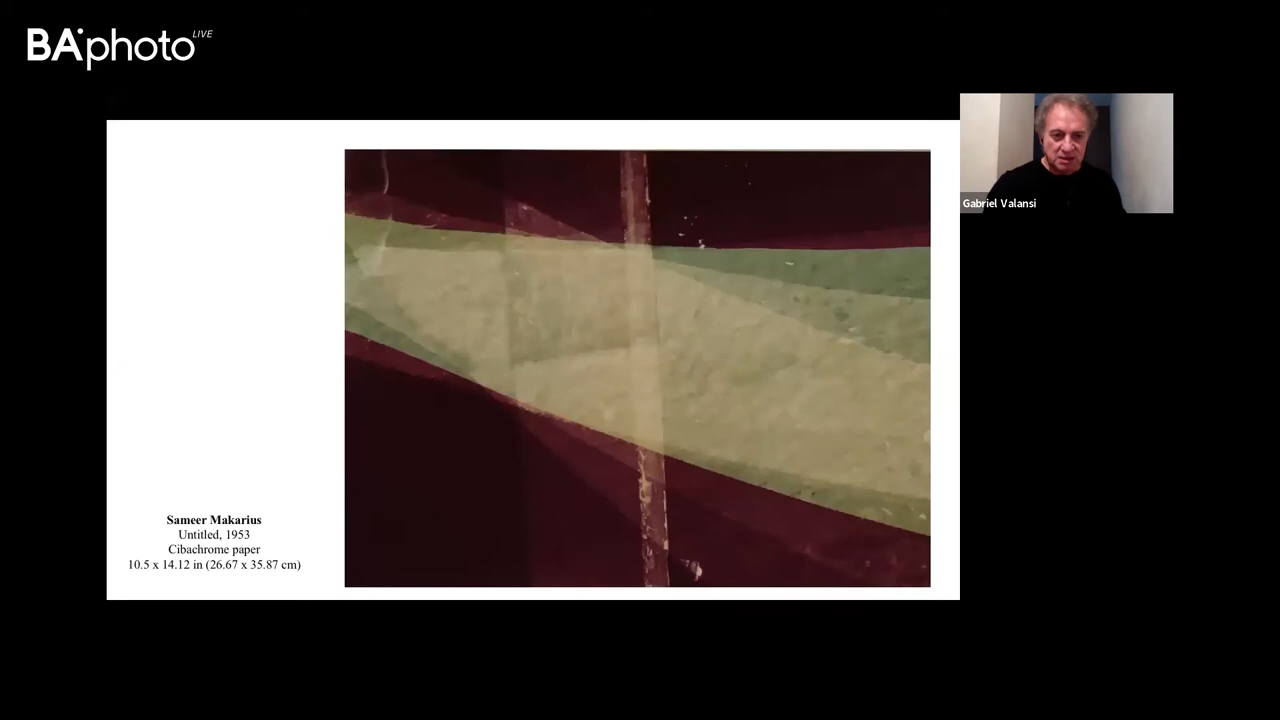 BAphoto LIVE
Gabriel Valansi
Sameer Makarius
Untitled, 1953
Cibachrome paper
10.5 x 14.12 in (26.67 x 35.87 cm)